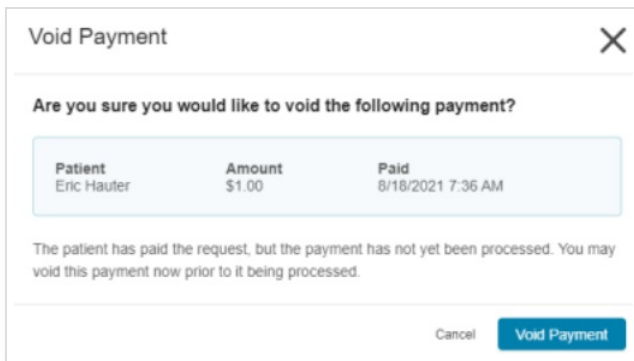 Void Payment
Are you sure you would like to void the following payment?
Patient Amount Paid
Eric Hauter $1.00 8/18/2021 7:36 AM
The patient has paid the request, but the payment has not yet been processed. You may
void this payment now prior to it being processed.
Cancel Void Payment